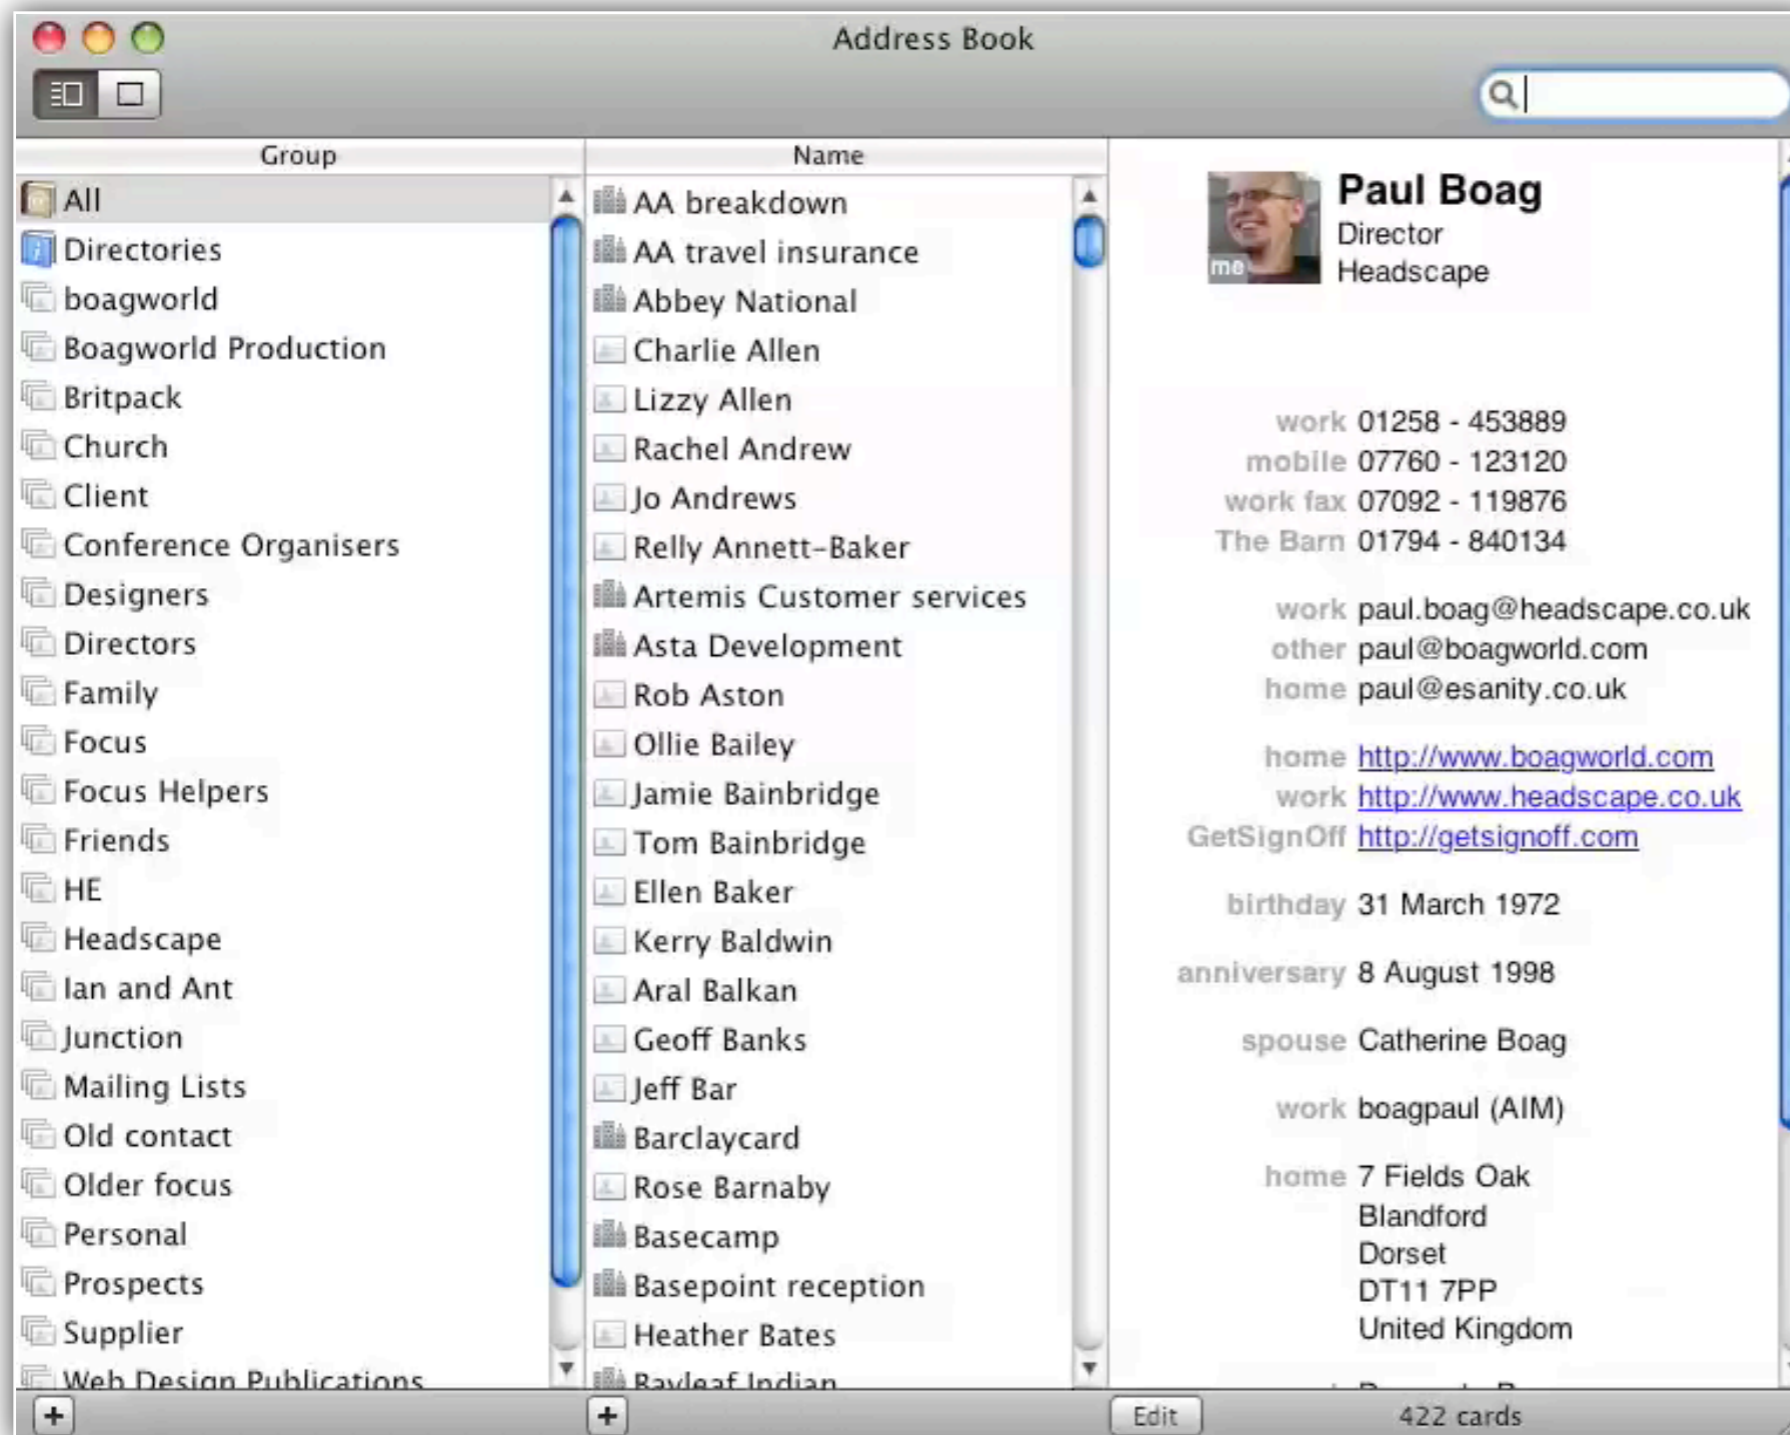 Address Book
Group
All
Directories
boagworld
Boagworld Production
Britpack
Church
Client
Conference Organisers
Designers
Directors
Family
Focus
Focus Helpers
Friends
HE
Headscape
Ian and Ant
Junction
Mailing Lists
Old contact
Older focus
Personal
Prospects
Supplier
Web Design Publications
Name
AA breakdown
AA travel insurance
Abbey National
Charlie Allen
Lizzy Allen
Rachel Andrew
Jo Andrews
Relly Annett-Baker
Artemis Customer services
Asta Development
Rob Aston
Ollie Bailey
Jamie Bainbridge
Tom Bainbridge
Ellen Baker
Kerry Baldwin
Aral Balkan
Geoff Banks
Jeff Bar
Barclaycard
Rose Barnaby
Basecamp
Basepoint reception
Heather Bates
Bayleaf Indian
me
Paul Boag
Director
Headscape
work 01258 - 453889
mobile 07760 - 123120
work fax 07092 - 119876
The Barn 01794 - 840134
work paul.boag@headscape.co.uk
other paul@boagworld.com
home paul@esanity.co.uk
home http://www.boagworld.com
work http://www.headscape.co.uk
GetSignOff http://getsignoff.com
birthday 31 March 1972
anniversary 8 August 1998
spouse Catherine Boag
work boagpaul (AIM)
home 7 Fields Oak
Blandford
Dorset
DT11 7PP
United Kingdom
Edit
422 cards